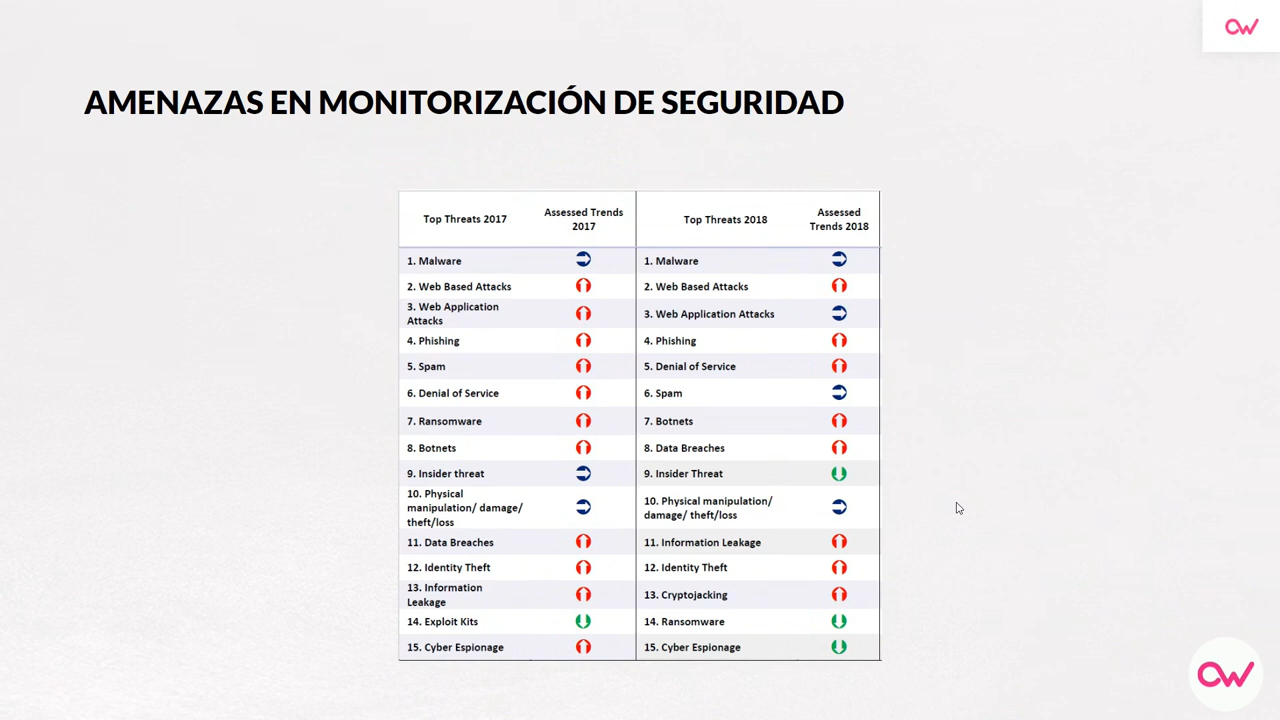 CW
AMENAZAS EN MONITORIZACIÓN DE SEGURIDAD
Top Threats 2017
Assessed Trends
2017
Top Threats 2018
Assessed
Trends 2018
1. Malware
1. Malware
2. Web Based Attacks
2. Web Based Attacks
3. Web Application
Attacks
3. Web Application Attacks
4. Phishing
4. Phishing
5. Spam
5. Denial of Service
6. Denial of Service
6. Spam
7. Ransomware
7. Botnets
8. Botnets
8. Data Breaches
9. Insider threat
9. Insider Threat
10. Physical
manipulation/ damage/
theft/loss
10. Physical manipulation/
damage/ theft/loss
11. Data Breaches
11. Information Leakage
12. Identity Theft
12. Identity Theft
13. Information
Leakage
13. Cryptojacking
14. Exploit Kits
14. Ransomware
15. Cyber Espionage
15. Cyber Espionage
CW